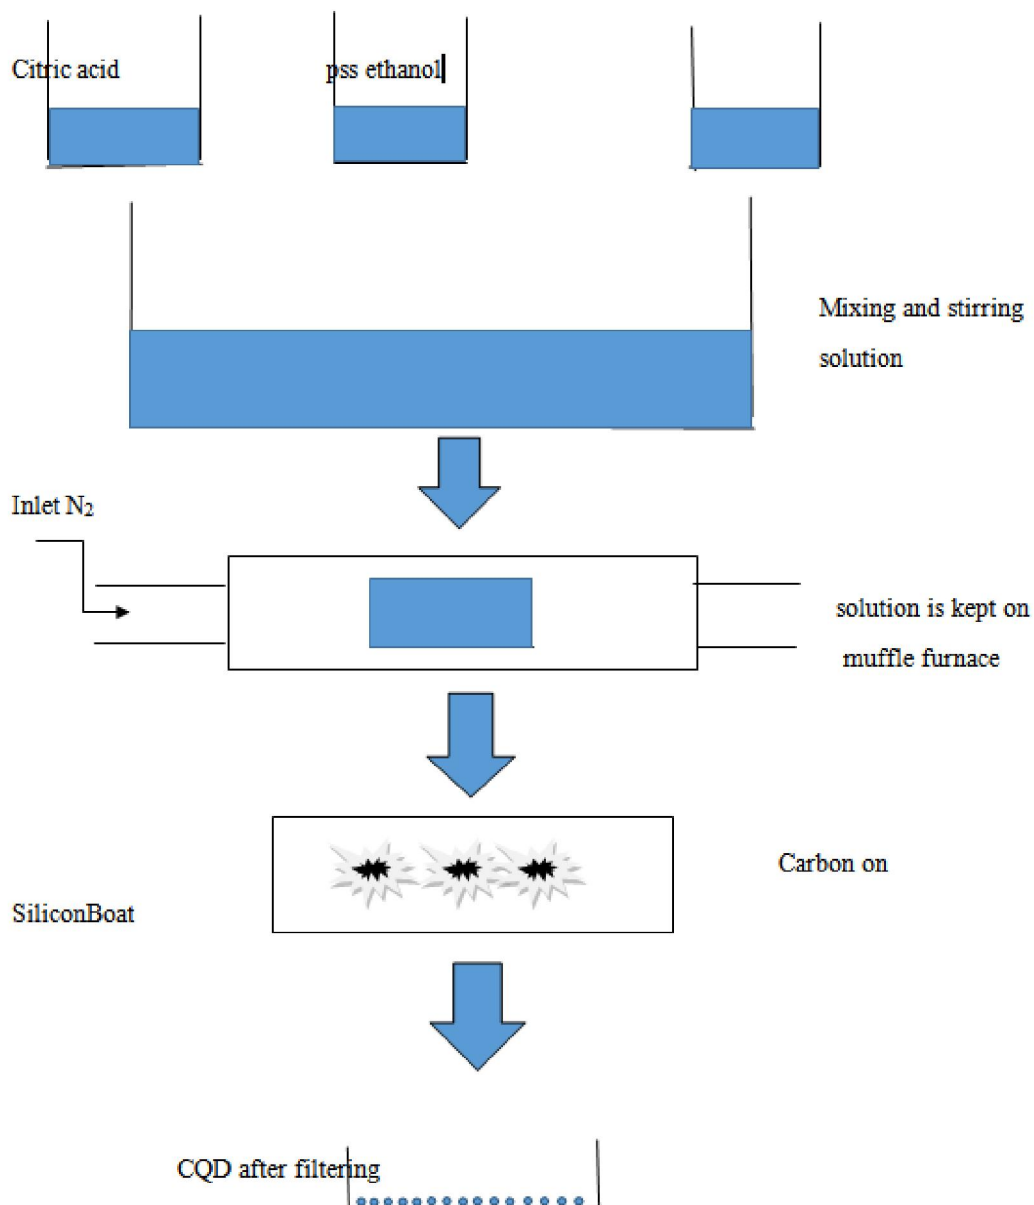 Citric acid
pss ethanol
Mixing and stirring
solution
Inlet N₂
solution is kept on
muffle furnace
Carbon on
SiliconBoat
CQD after filtering